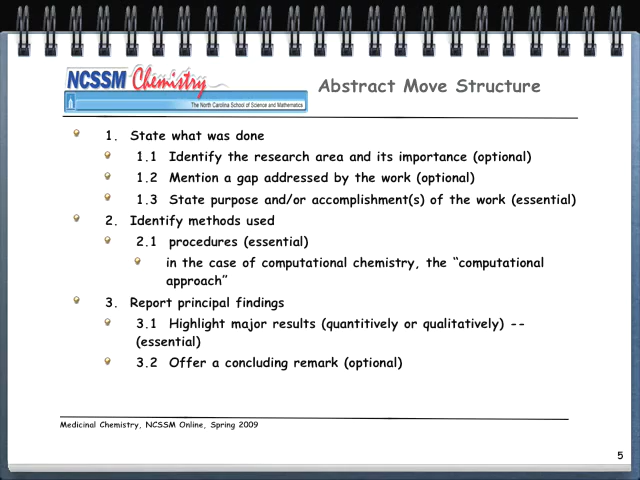 NCSSM Chemistry
The North Carolina School of Science and Mathematics
Abstract Move Structure
1. State what was done
1.1 Identify the research area and its importance (optional)
1.2 Mention a gap addressed by the work (optional)
1.3 State purpose and/or accomplishment(s) of the work (essential)
2. Identify methods used
2.1 procedures (essential)
in the case of computational chemistry, the “computational
approach”
3. Report principal findings
3.1 Highlight major results (quantitively or qualitatively) --
(essential)
3.2 Offer a concluding remark (optional)
Medicinal Chemistry, NCSSM Online, Spring 2009
5